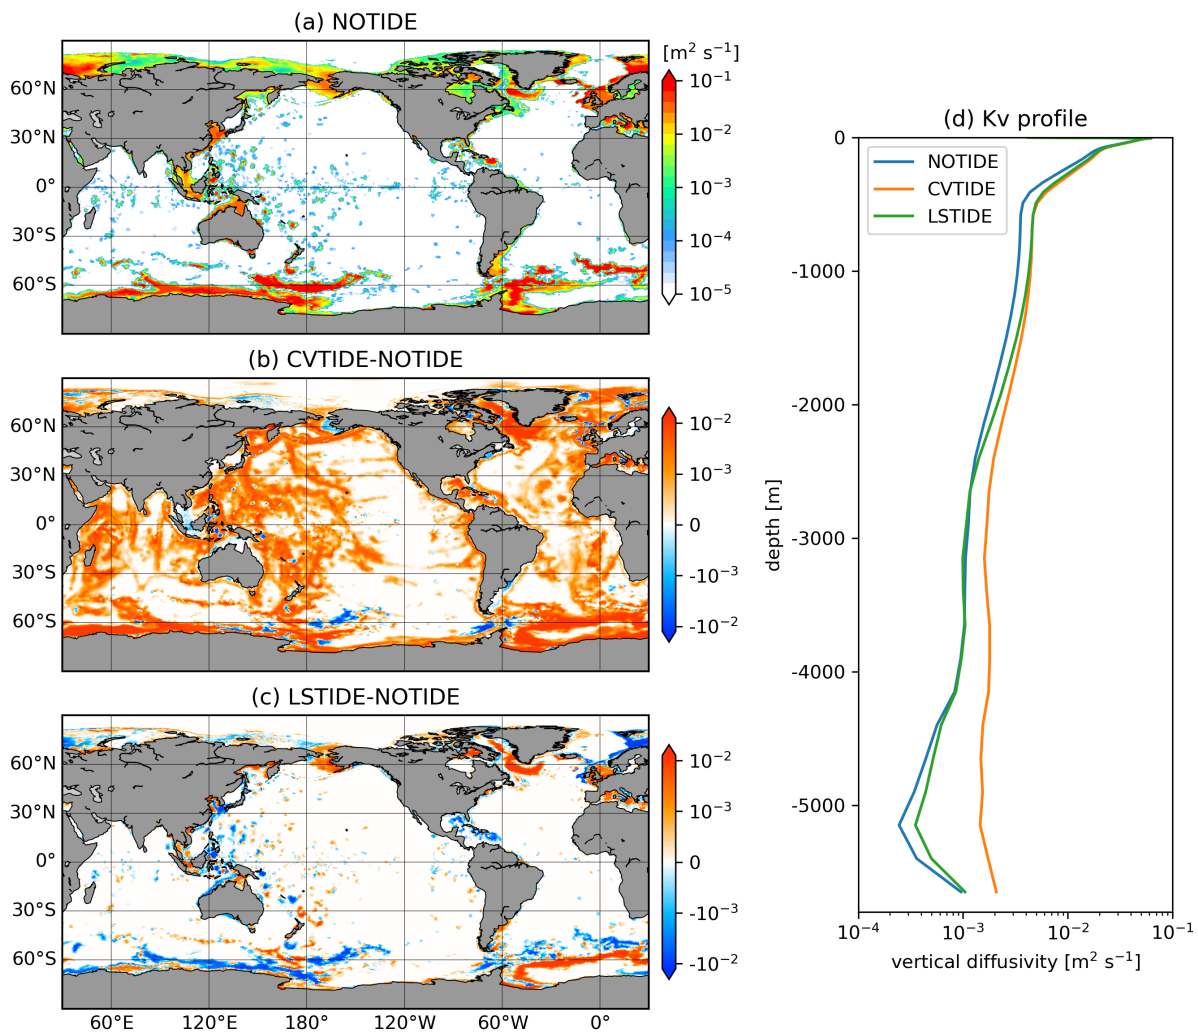 (a) NOTIDE
[m² s⁻¹]
60°N
30°N
0°
30°S
60°S
10⁻¹
10⁻²
10⁻³
10⁻⁴
10⁻⁵
(b) CVTIDE-NOTIDE
60°N
30°N
0°
30°S
60°S
10⁻²
10⁻³
0
-10⁻³
-10⁻²
(c) LSTIDE-NOTIDE
60°N
30°N
0°
30°S
60°S
10⁻²
10⁻³
0
-10⁻³
-10⁻²
60°E 120°E 180° 120°W 60°W 0°
(d) Kv profile
NOTIDE
CVTIDE
LSTIDE
0
-1000
-2000
-3000
-4000
-5000
depth [m]
10⁻⁴ 10⁻³ 10⁻² 10⁻¹
vertical diffusivity [m² s⁻¹]